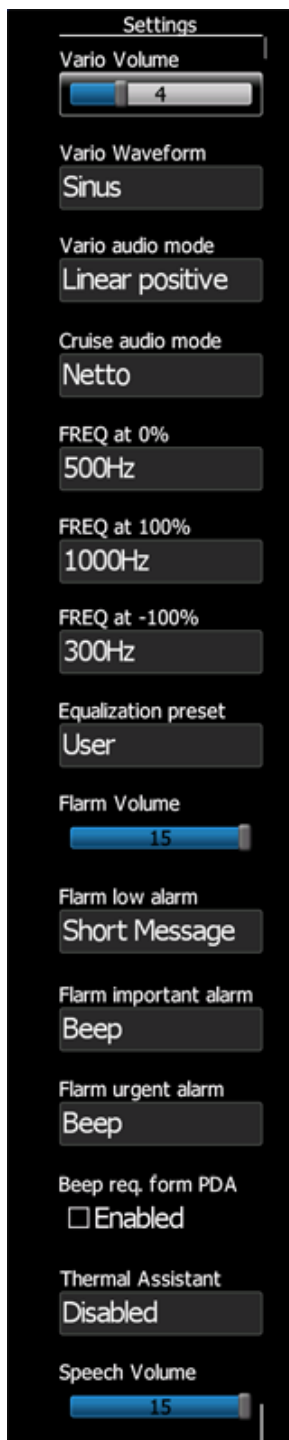 Settings
Vario Volume
4
Vario Waveform
Sinus
Vario audio mode
Linear positive
Cruise audio mode
Netto
FREQ at 0%
500Hz
FREQ at 100%
1000Hz
FREQ at -100%
300Hz
Equalization preset
User
Flarm Volume
15
Flarm low alarm
Short Message
Flarm important alarm
Beep
Flarm urgent alarm
Beep
Beep req. form PDA
Enabled
Thermal Assistant
Disabled
Speech Volume
15